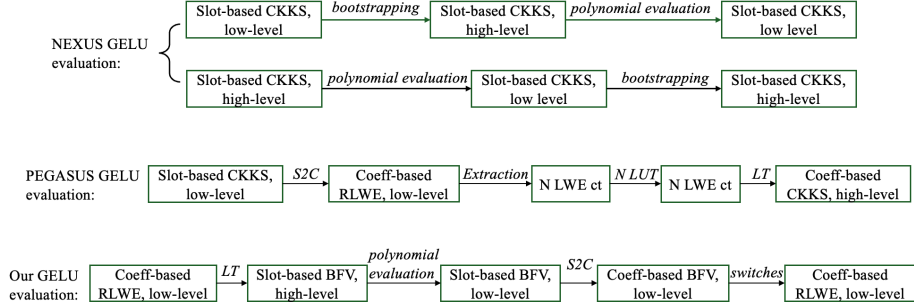 bootstrapping
polynomial evaluation
Slot-based CKKS,
low-level
Slot-based CKKS,
high-level
Slot-based CKKS,
low level
NEXUS GELU
evaluation:
polynomial evaluation
bootstrapping
Slot-based CKKS,
high-level
Slot-based CKKS,
low level
Slot-based CKKS,
high-level
PEGASUS GELU
evaluation:
Slot-based CKKS,
low-level
S2C
Coeff-based
RLWE, low-level
Extraction
N LWE ct
N LUT
N LWE ct
LT
Coeff-based
CKKS, high-level
Our GELU
evaluation:
Coeff-based
RLWE, low-level
LT
Slot-based BFV,
high-level
polynomial
evaluation
Slot-based BFV,
low-level
S2C
Coeff-based BFV,
low-level
switches
Coeff-based
RLWE, low-level